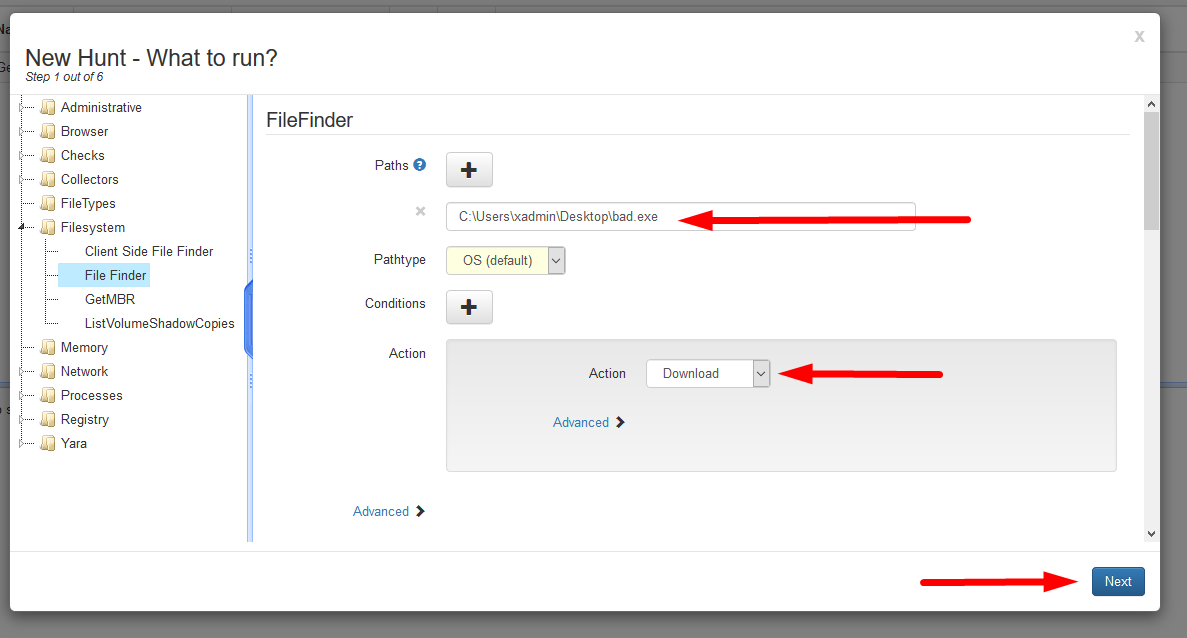 Na
x
New Hunt - What to run?
Step 1 out of 6
Ge
Administrative
Browser
Checks
Collectors
FileTypes
Filesystem
Client Side File Finder
File Finder
GetMBR
ListVolumeShadowCopies
Memory
Network
Processes
Registry
Yara
FileFinder
Paths ?
C:\Users\xadmin\Desktop\bad.exe
Pathtype
OS (default)
Conditions
Action
Action
Download
Advanced
Advanced
Next